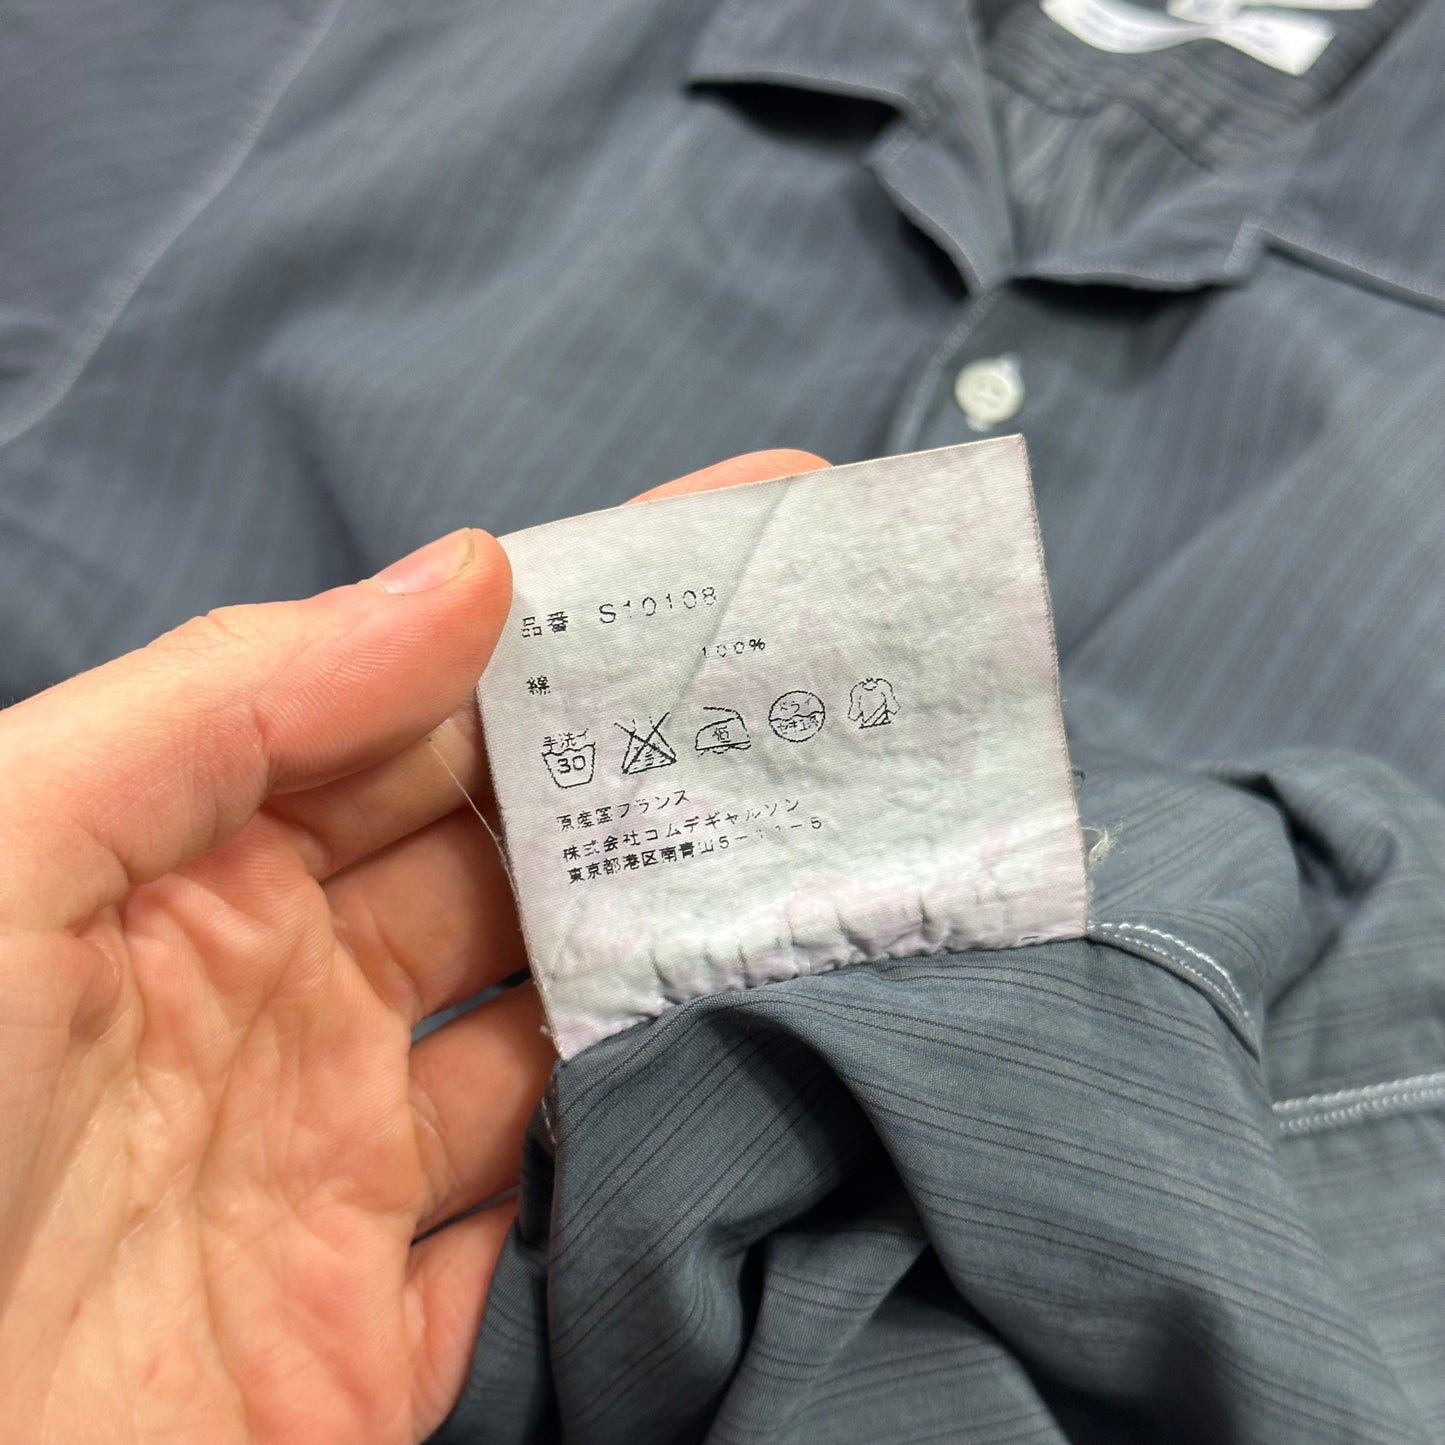 品番 S10108
100%
綿
手洗イ
30
低
ドライ
原産国フランス
株式会社コムデギャルソン
東京都港区南青山5-11-5